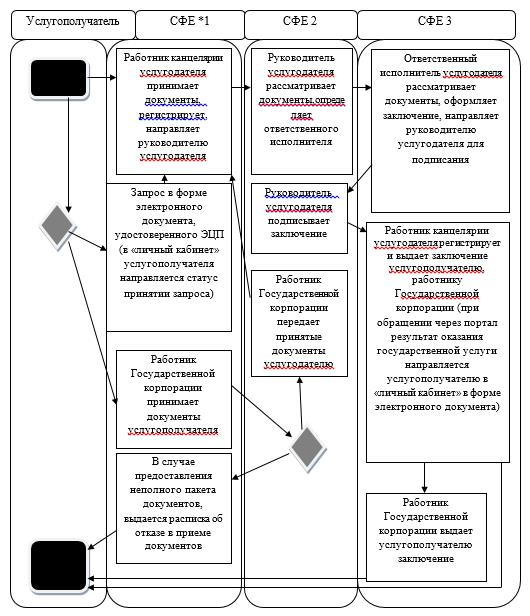 Услугополучатель
СФЕ *1
СФЕ 2
СФЕ 3
Работник канцелярии
услугодателя
принимает
документы,
регистрирует,
направляет
руководителю
услугодателя
Руководитель
услугодателя
рассматривает
документы,опреде
ляет
ответственного
исполнителя
Ответственный
исполнитель услугодателя
рассматривает
документы, оформляет
заключение, направляет
руководителю
услугодателя для
подписания
Запрос в форме
электронного
документа,
удостоверенного ЭЦП
(в «личный кабинет»
услугополучателя
направляется статус
принятии запроса)
Руководитель
услугодателя
подписывает
заключение
Работник канцелярии
услугодателя регистрирует
и выдает заключение
услугополучателю,
работнику
Государственной
корпорации (при
обращении через портал
результат оказания
государственной услуги
направляется
услугополучателю в
«личный кабинет» в форме
электронного документа)
Работник
Государственной
корпорации
передает
принятые
документы
услугодателю
Работник
Государственной
корпорации
принимает
документы
услугополучателя
В случае
предоставления
неполного пакета
документов,
выдается расписка об
отказе в приеме
документов
Работник
Государственной
корпорации выдает
услугополучателю
заключение